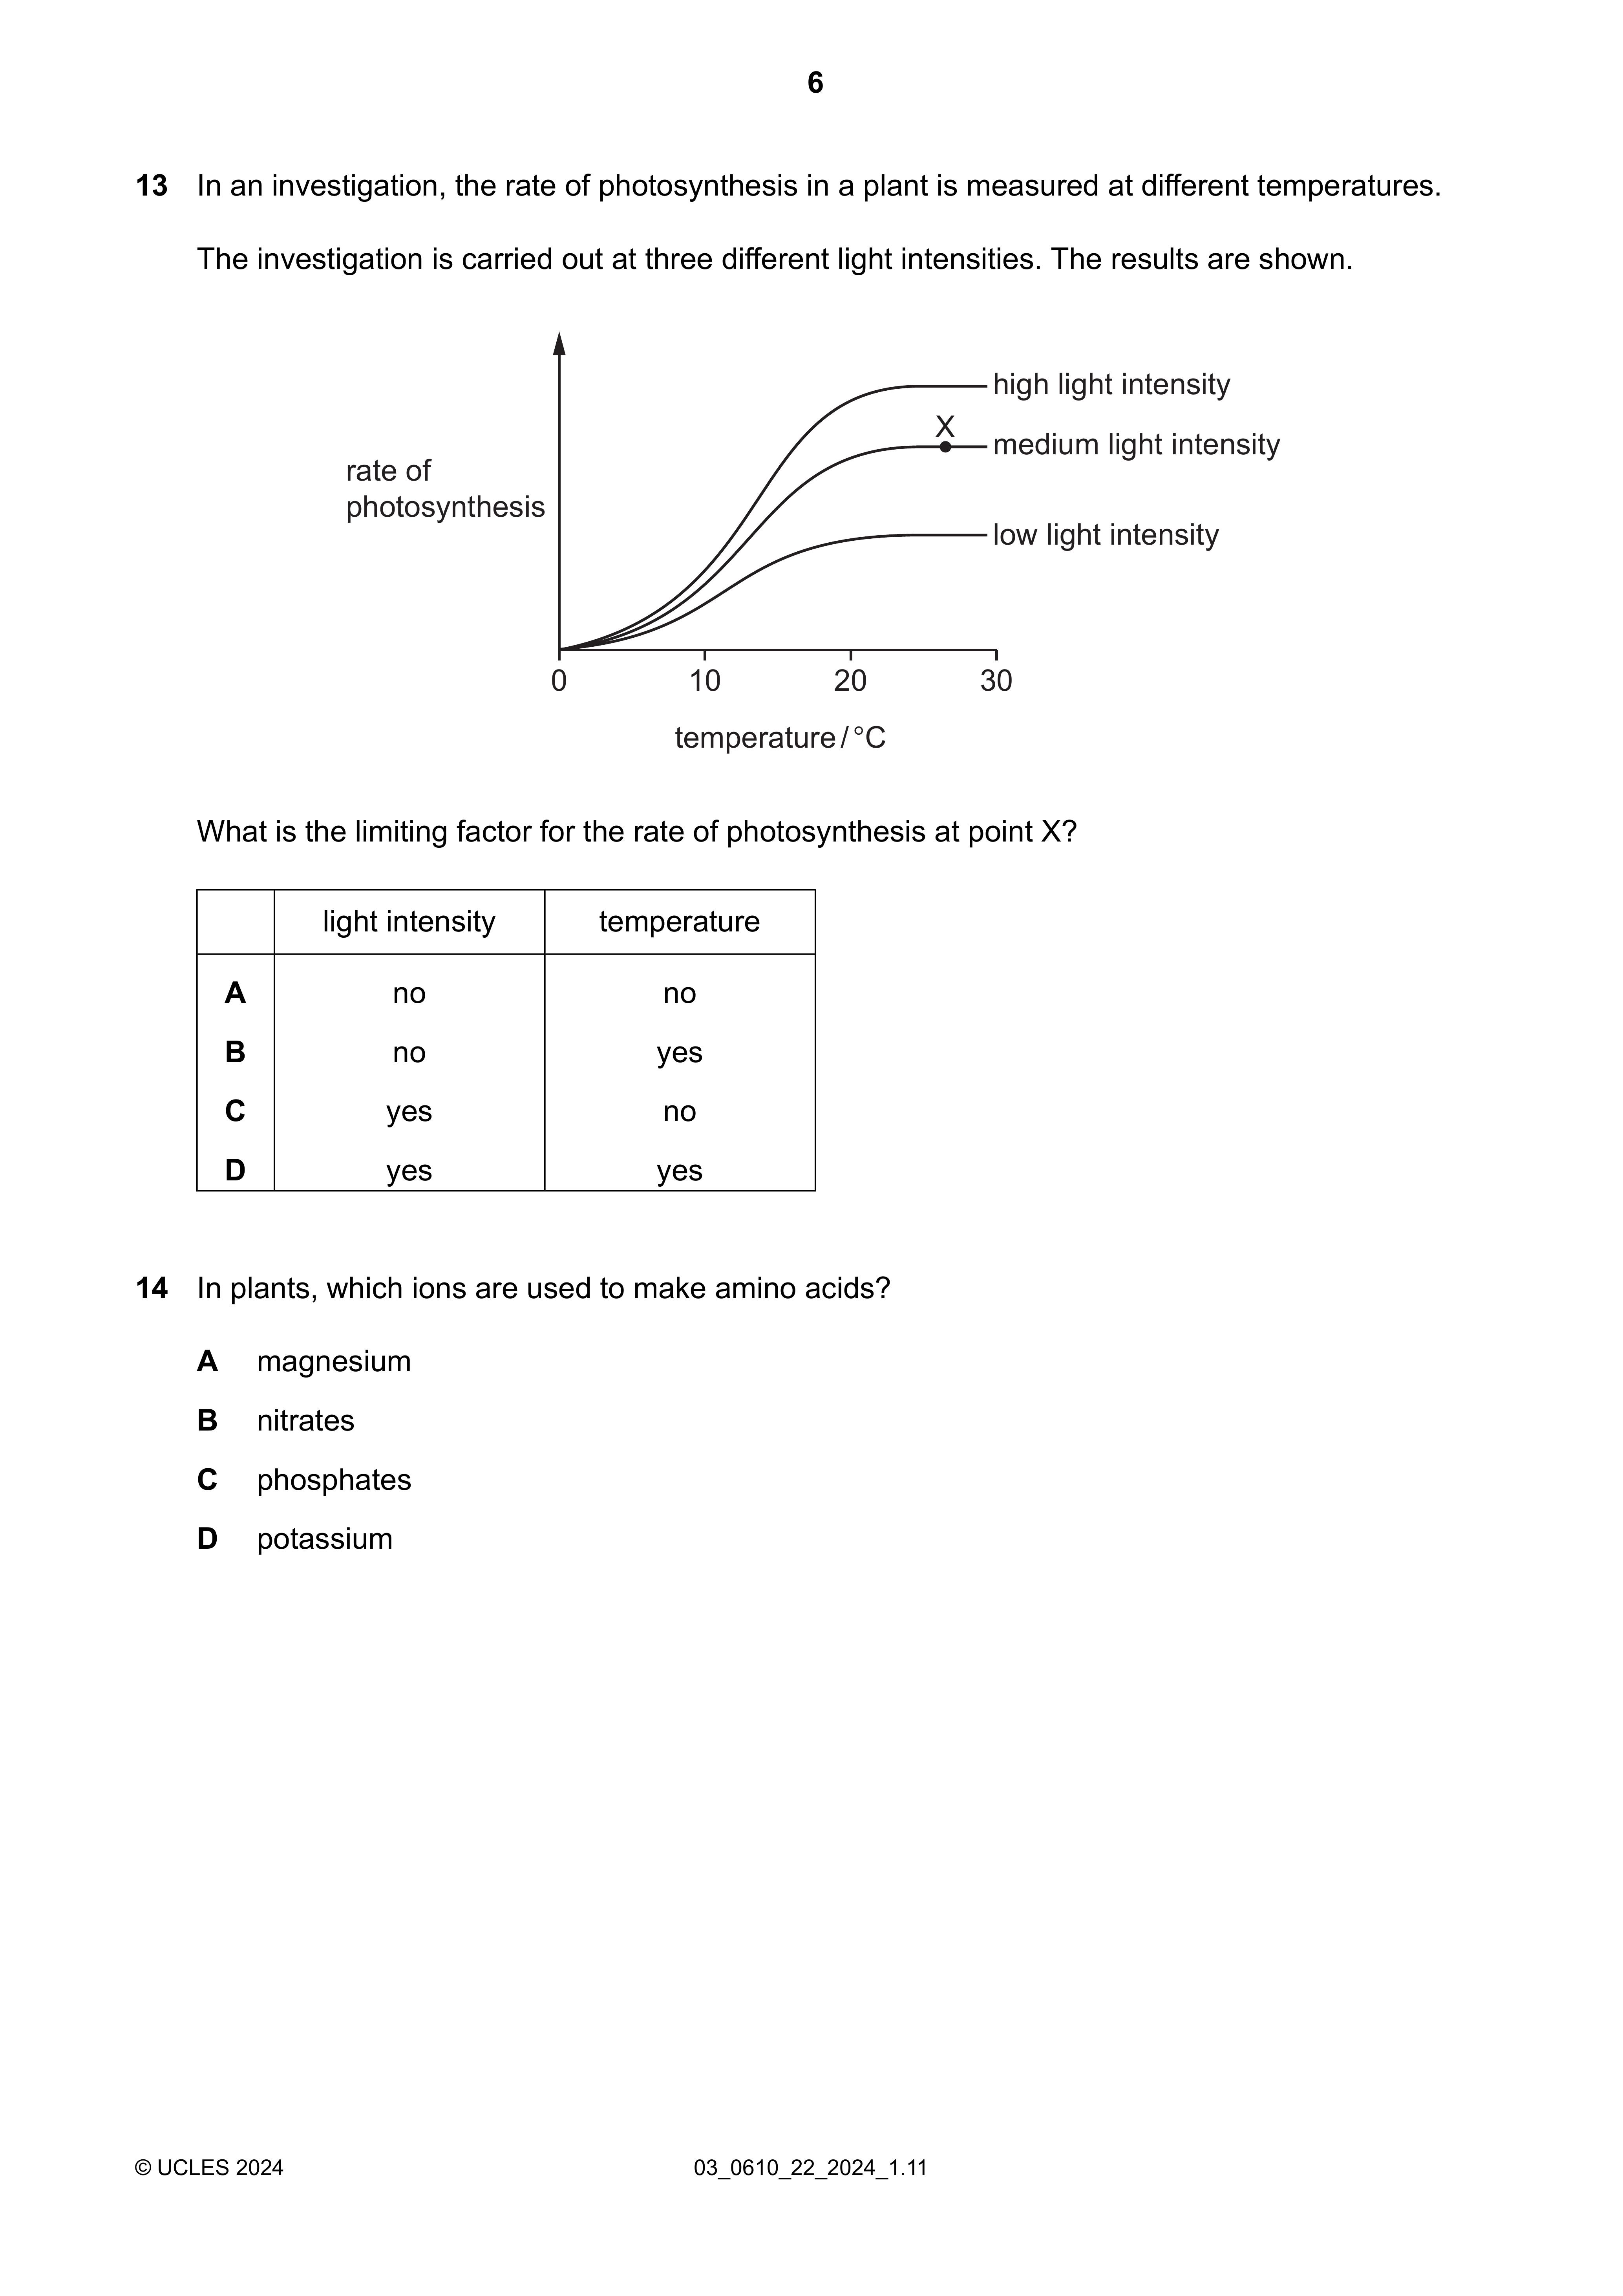 6
13 In an investigation, the rate of photosynthesis in a plant is measured at different temperatures.
The investigation is carried out at three different light intensities. The results are shown.
high light intensity
X
medium light intensity
rate of
photosynthesis
low light intensity
0 10 20 30
temperature / °C
What is the limiting factor for the rate of photosynthesis at point X?
light intensity temperature
A no no
B no yes
C yes no
D yes yes
14 In plants, which ions are used to make amino acids?
A magnesium
B nitrates
C phosphates
D potassium
© UCLES 2024 03_0610_22_2024_1.11